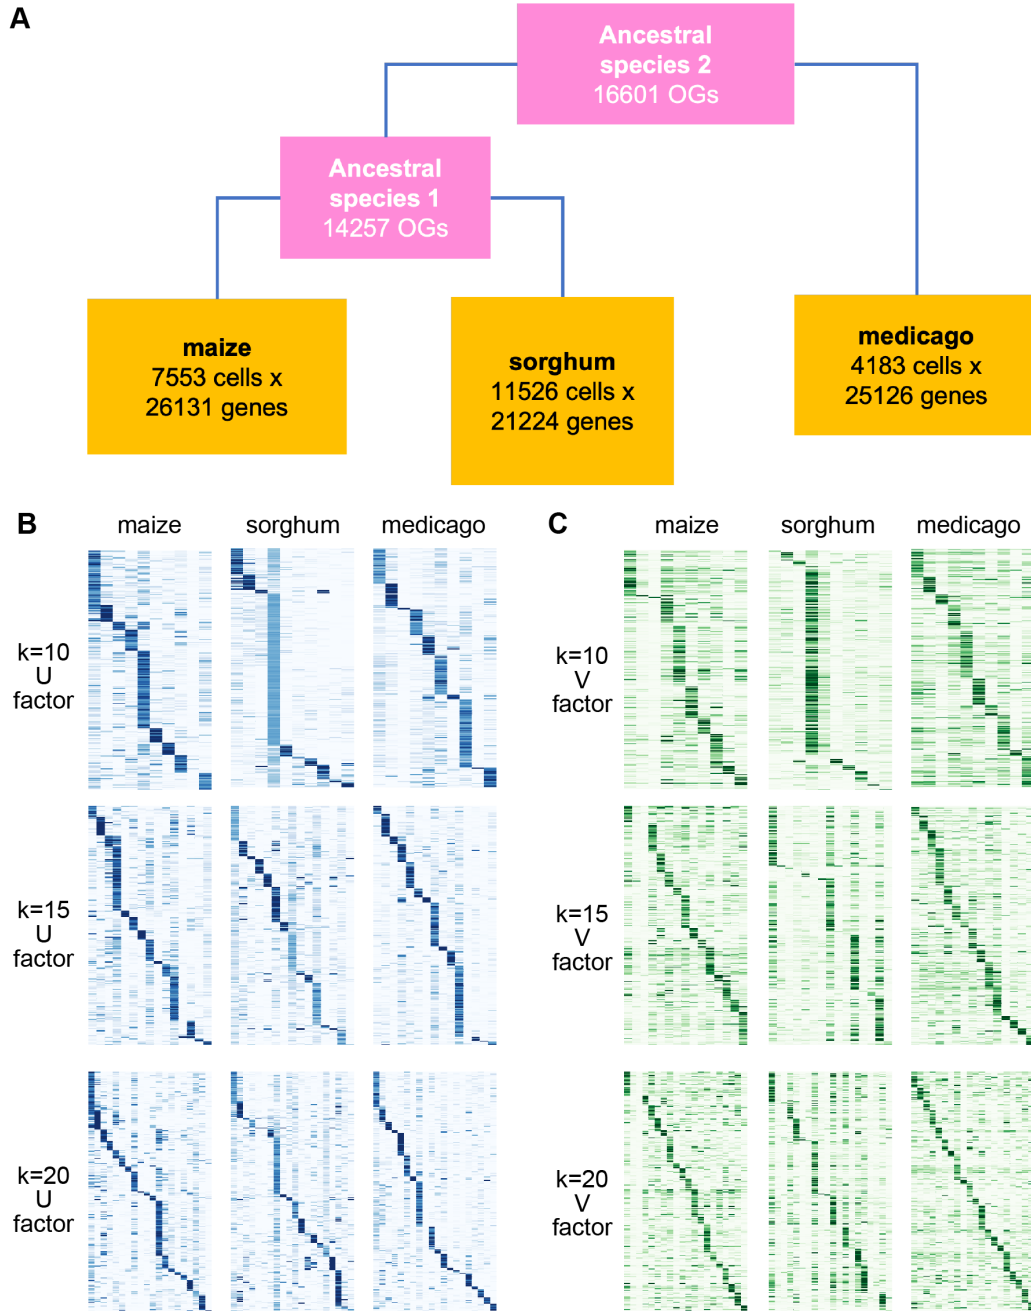 A
Ancestral
species 2
16601 OGs
Ancestral
species 1
14257 OGs
maize
7553 cells x
26131 genes
sorghum
11526 cells x
21224 genes
medicago
4183 cells x
25126 genes
B
maize
sorghum
medicago
k=10
U
factor
k=15
U
factor
k=20
U
factor
C
maize
sorghum
medicago
k=10
V
factor
k=15
V
factor
k=20
V
factor